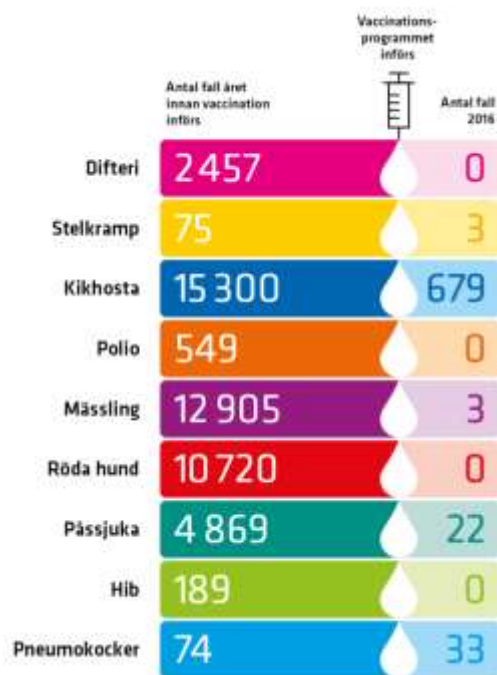 Vaccinations-
programmet
införs
Antal fall året
innan vaccination
införs
Antal fall
2016
Difteri 2 457 0
Stelkramp 75 3
Kikhosta 15 300 679
Polio 549 0
Mässling 12 905 3
Röda hund 10 720 0
Påssjuka 4 869 22
Hib 189 0
Pneumokocker 74 33